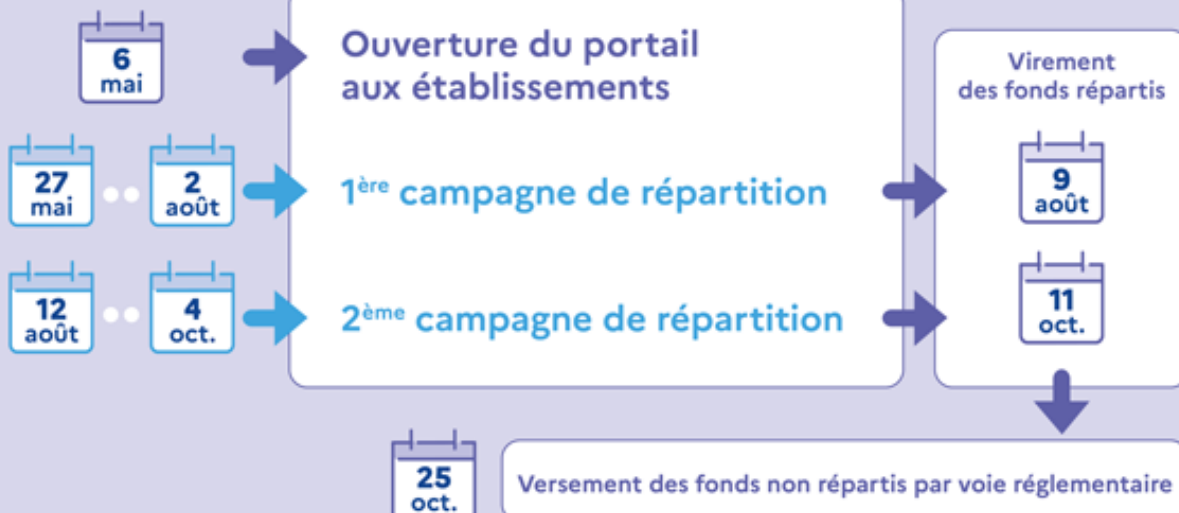 6
mai
Ouverture du portail
aux établissements
Virement
des fonds répartis
27
mai
2
août
1ère campagne de répartition
9
août
12
août
4
oct.
2ème campagne de répartition
11
oct.
25
oct.
Versement des fonds non répartis par voie réglementaire